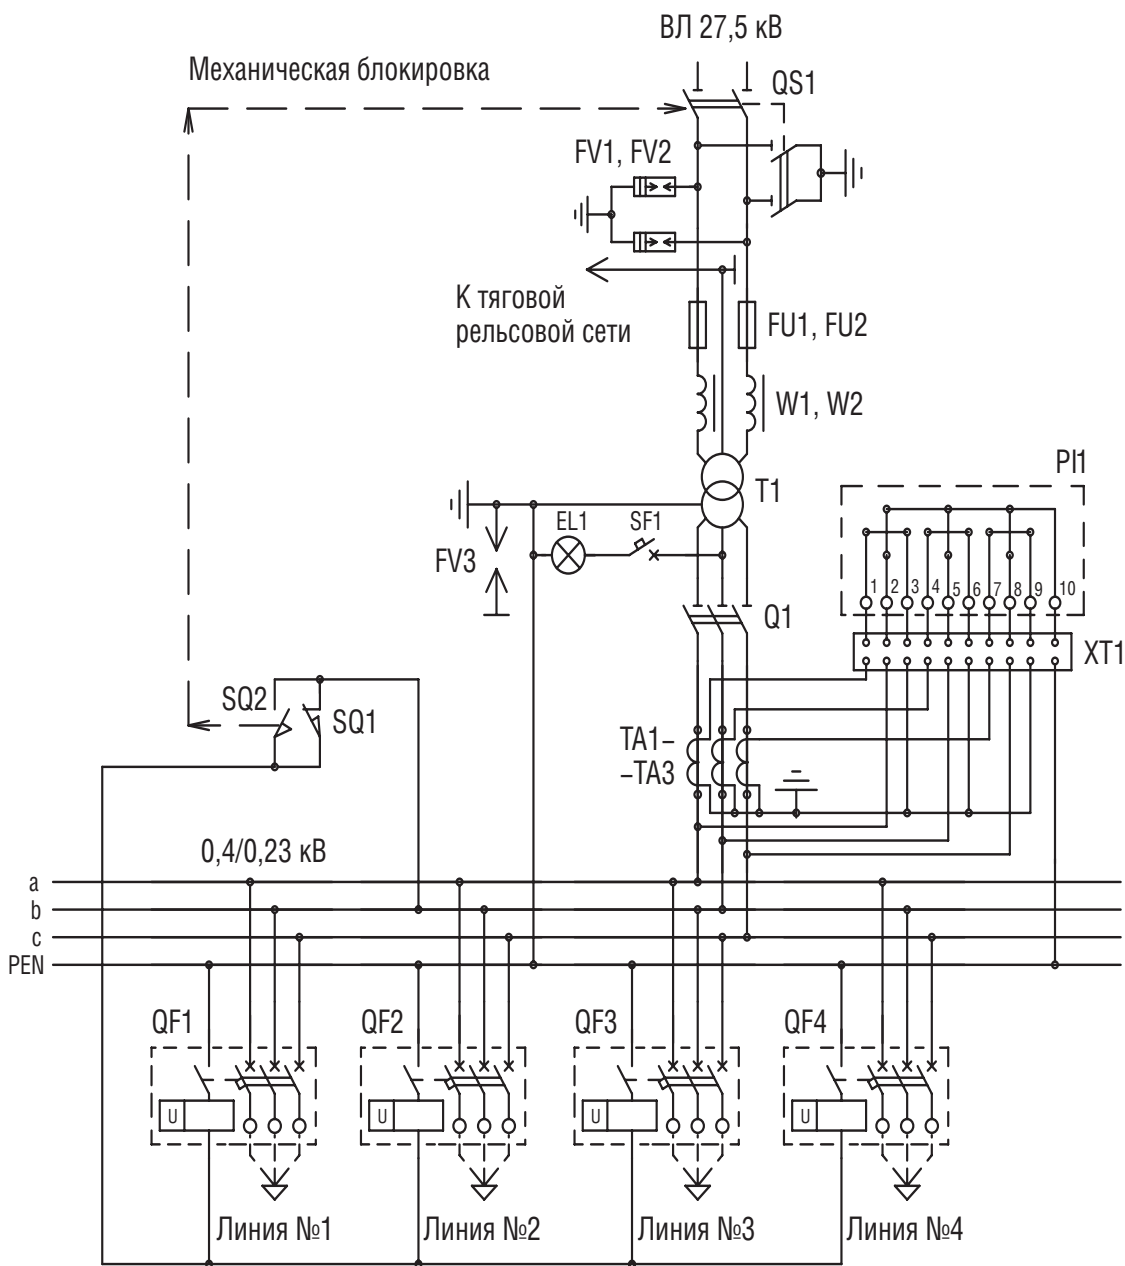 ВЛ 27,5 кВ
Механическая блокировка
QS1
FV1, FV2
К тяговой
рельсовой сети
FU1, FU2
W1, W2
PI1
T1
EL1
SF1
FV3
1 2 3 4 5 6 7 8 9 10
Q1
XT1
SQ2
SQ1
TA1–
–TA3
0,4/0,23 кВ
a
b
c
PEN
QF1
QF2
QF3
QF4
U
U
U
U
Линия №1
Линия №2
Линия №3
Линия №4